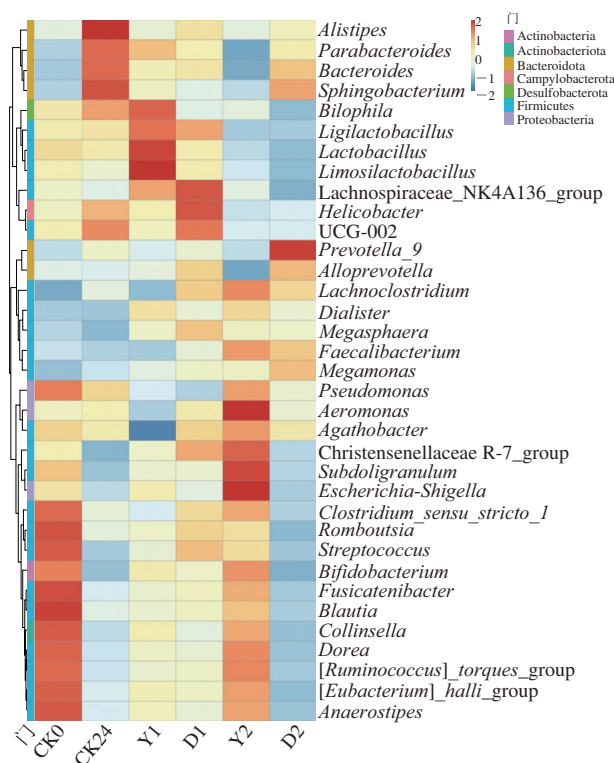 Alistipes
Parabacteroides
Bacteroides
Sphingobacterium
Bilophila
Ligilactobacillus
Lactobacillus
Limosilactobacillus
Lachnospiraceae_NK4A136_group
Helicobacter
UCG-002
Prevotella_9
Alloprevotella
Lachnoclostridium
Dialister
Megasphaera
Faecalibacterium
Megamonas
Pseudomonas
Aeromonas
Agathobacter
Christensenellaceae R-7_group
Subdoligranulum
Escherichia-Shigella
Clostridium_sensu_stricto_1
Romboutsia
Streptococcus
Bifidobacterium
Fusicatenibacter
Blautia
Collinsella
Dorea
[Ruminococcus]_torques_group
[Eubacterium]_halli_group
Anaerostipes
2
1
0
−1
−2
门
Actinobacteria
Actinobacteriota
Bacteroidota
Campylobacterota
Desulfobacterota
Firmicutes
Proteobacteria
门
CK0
CK24
Y1
D1
Y2
D2